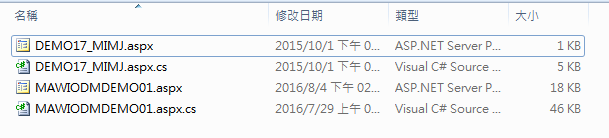 名稱 修改日期 類型 大小
DEMO17_MIMJ.aspx 2015/10/1 下午 0... ASP.NET Server P... 1 KB
DEMO17_MIMJ.aspx.cs 2015/10/1 下午 0... Visual C# Source ... 5 KB
MAWIODMDEMO01.aspx 2016/8/4 下午 02... ASP.NET Server P... 18 KB
MAWIODMDEMO01.aspx.cs 2016/7/29 上午 0... Visual C# Source ... 46 KB